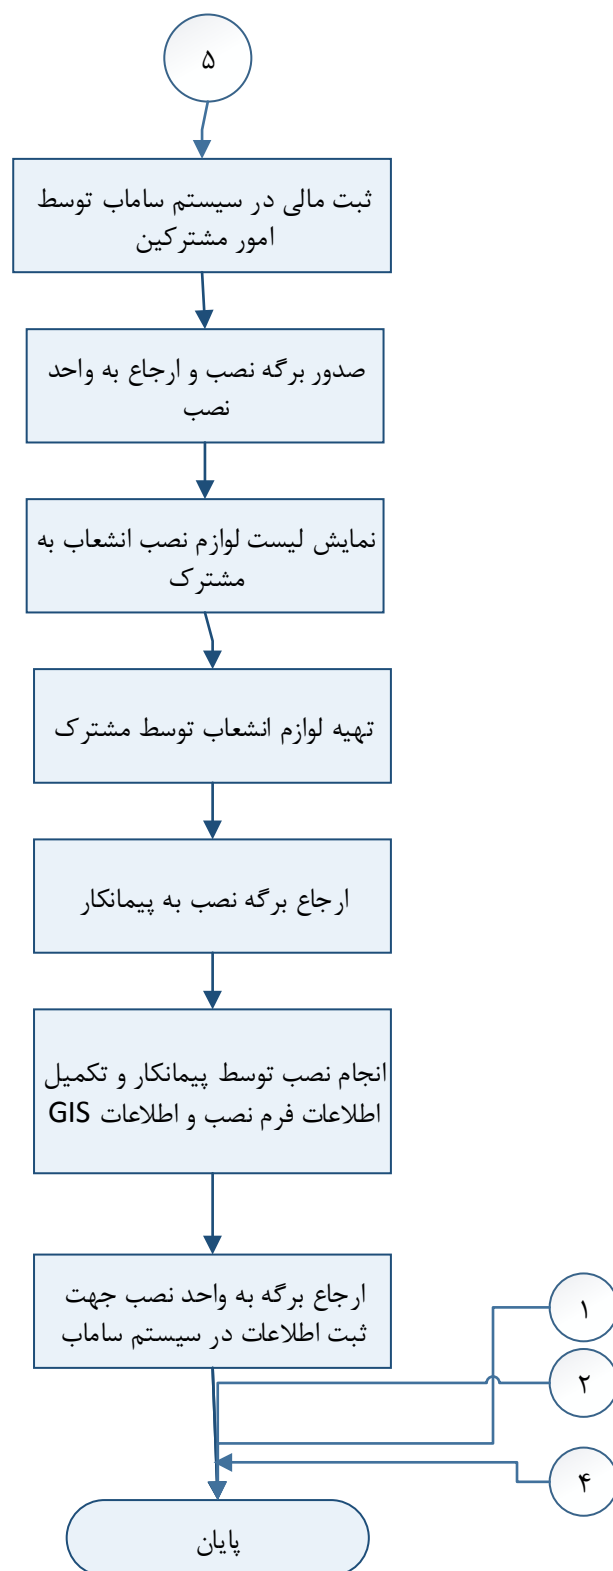 ۵
ثبت مالی در سیستم ساماب توسط
امور مشترکین
صدور برگه نصب و ارجاع به واحد
نصب
نمایش لیست لوازم نصب انشعاب به
مشترک
تهیه لوازم انشعاب توسط مشترک
ارجاع برگه نصب به پیمانکار
انجام نصب توسط پیمانکار و تکمیل
اطلاعات فرم نصب و اطلاعات GIS
ارجاع برگه به واحد نصب جهت
ثبت اطلاعات در سیستم ساماب
۱
۲
۴
پایان